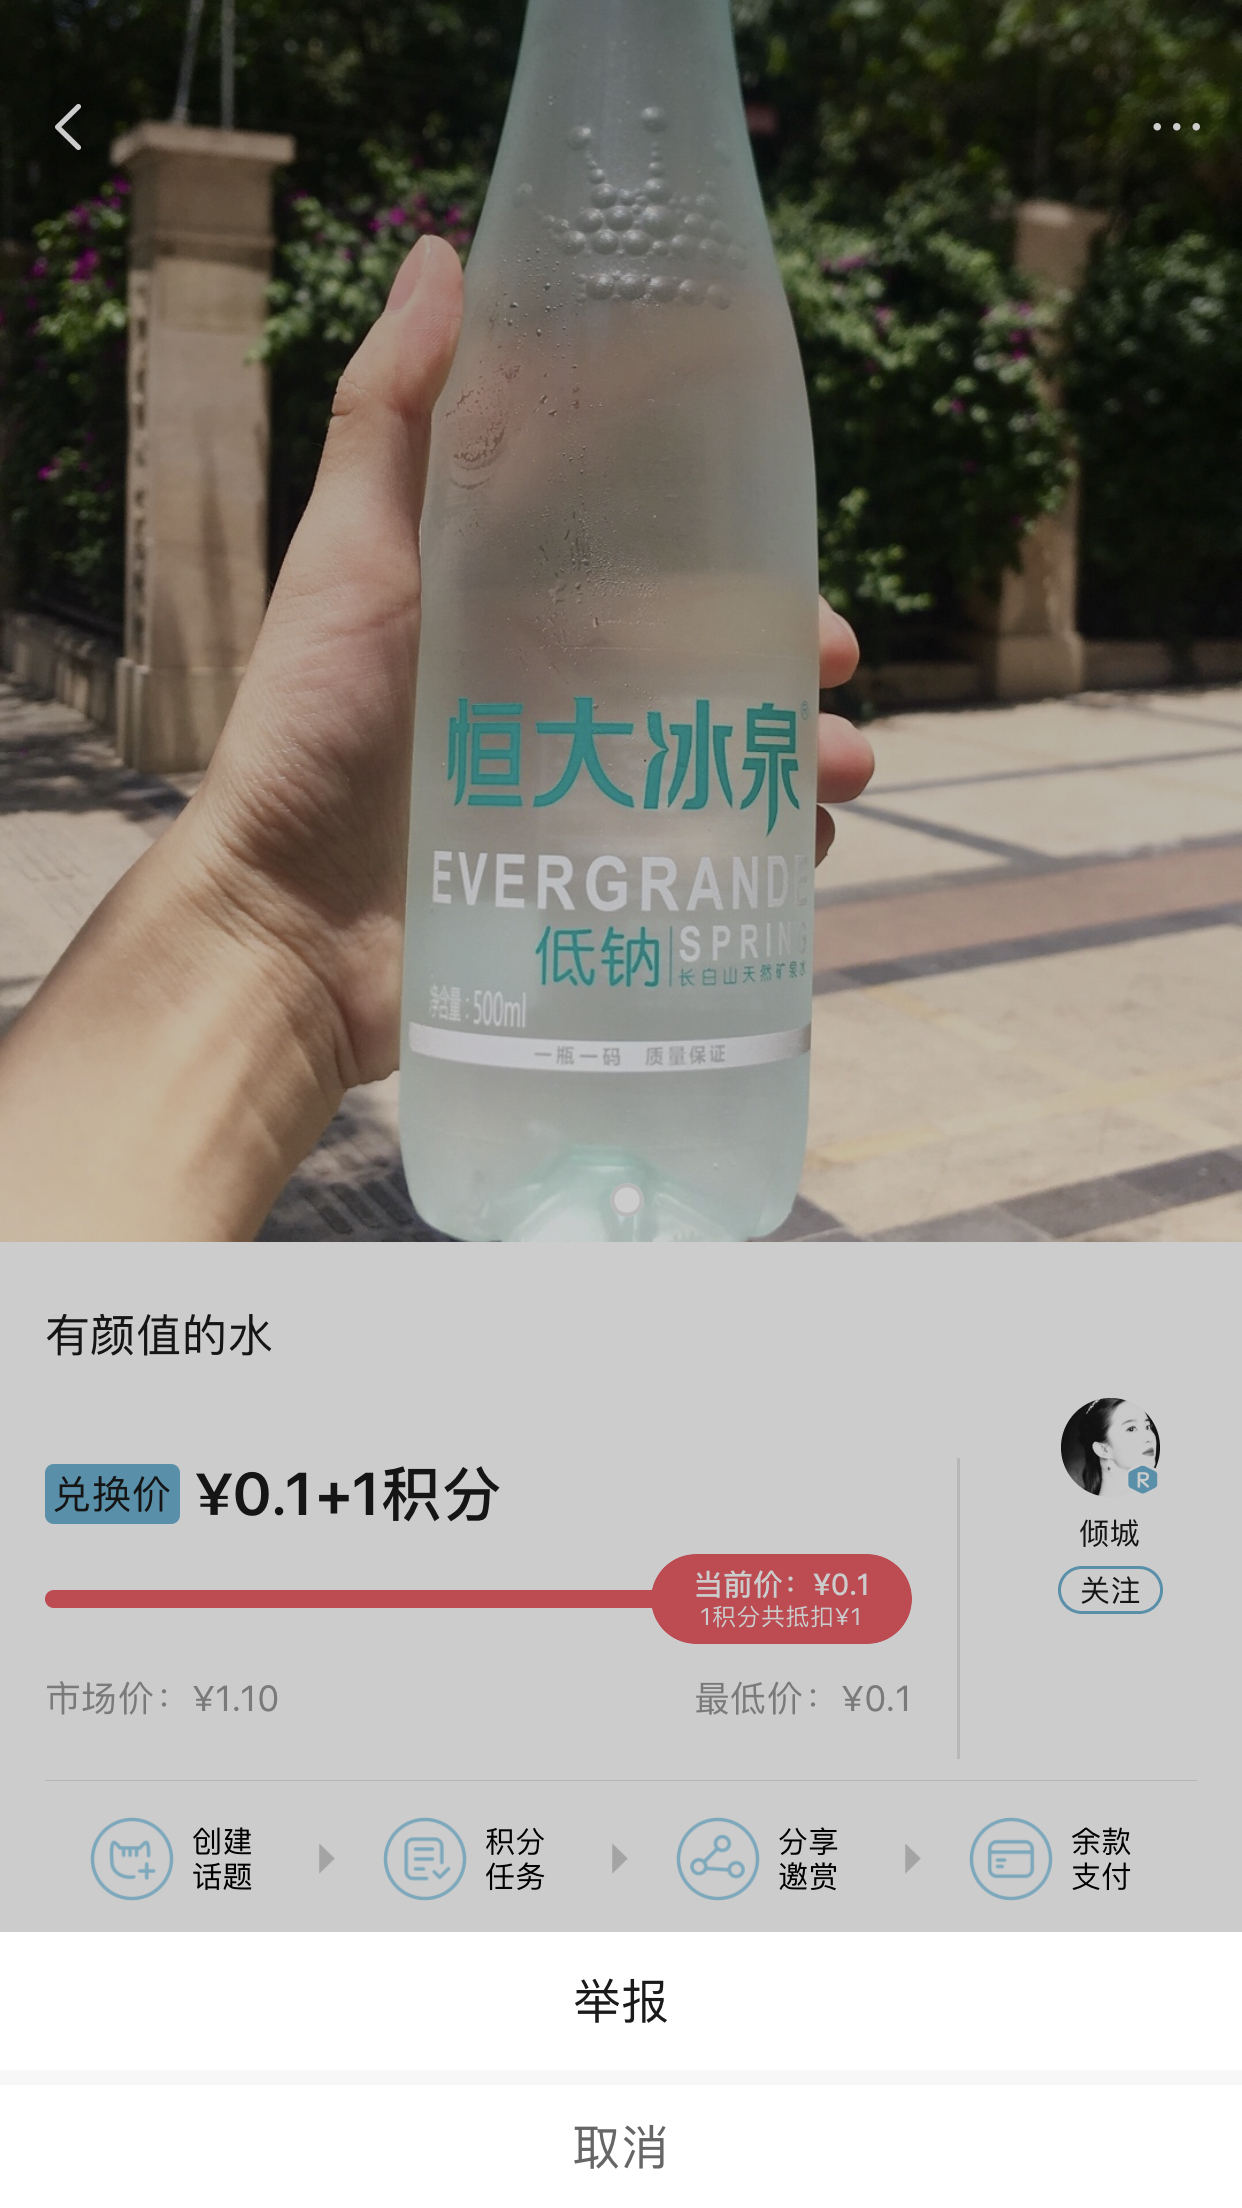 恒大冰泉®
EVERGRANDE
低钠
SPRING
长白山天然矿泉水
净含量:500ml
一瓶一码 质量保证
有颜值的水
兑换价 ¥0.1+1积分
当前价：¥0.1
1积分共抵扣¥1
市场价：¥1.10
最低价：¥0.1
R
倾城
关注
创建
话题
积分
任务
分享
邀赏
余款
支付
举报
取消